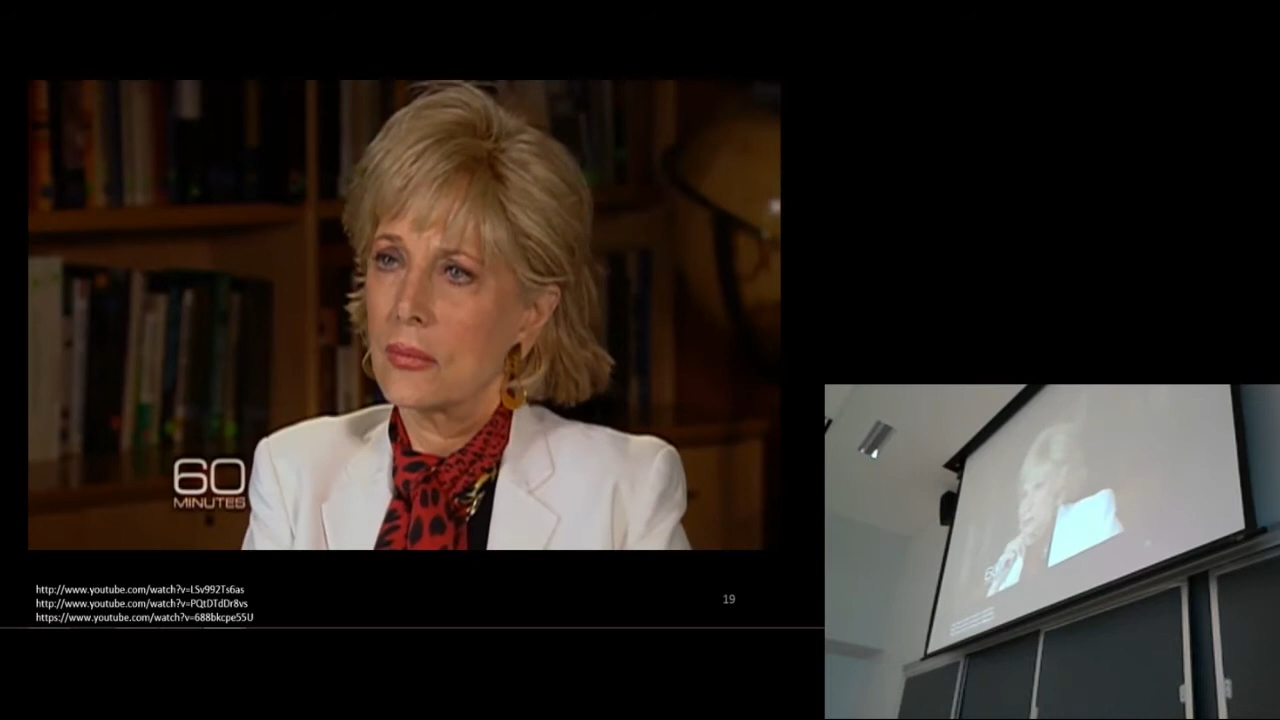 60
MINUTES
http://www.youtube.com/watch?v=LSv992Ts6as
http://www.youtube.com/watch?v=PQtDTdDr8vs
https://www.youtube.com/watch?v=688bkcpe55U
19